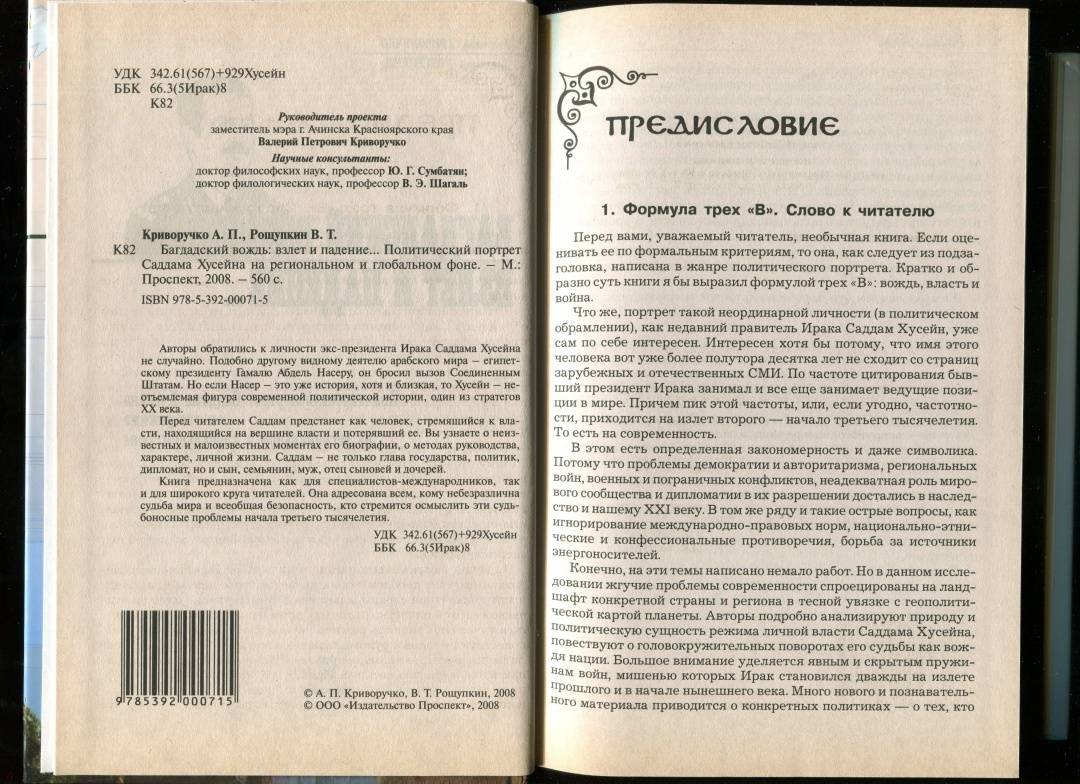 УДК 342.61(567)+929Хусейн
ББК 66.3(5Ирак)8
К82
Руководитель проекта
заместитель мэра г. Ачинска Красноярского края
Валерий Петрович Криворучко
Научные консультанты:
доктор философских наук, профессор Ю. Г. Сумбатян;
доктор филологических наук, профессор В. Э. Шагаль
Криворучко А. П., Рощупкин В. Т.
К82 Багдадский вождь: взлет и падение... Политический портрет
Саддама Хусейна на региональном и глобальном фоне. – М.:
Проспект, 2008. – 560 с.
ISBN 978-5-392-00071-5
Авторы обратились к личности экс-президента Ирака Саддама Хусейна
не случайно. Подобно другому видному деятелю арабского мира – египет-
скому президенту Гамалю Абдель Насеру, он бросил вызов Соединенным
Штатам. Но если Насер – это уже история, хотя и близкая, то Хусейн – не-
отъемлемая фигура современной политической истории, один из стратегов
XX века.
Перед читателем Саддам предстанет как человек, стремящийся к вла-
сти, находящийся на вершине власти и потерявший ее. Вы узнаете о неиз-
вестных и малоизвестных моментах его биографии, о методах руководства,
характере, личной жизни. Саддам – не только глава государства, политик,
дипломат, но и сын, семьянин, муж, отец сыновей и дочерей.
Книга предназначена как для специалистов-международников, так
и для широкого круга читателей. Она адресована всем, кому небезразлична
судьба мира и всеобщая безопасность, кто стремится осмыслить эти судь-
боносные проблемы начала третьего тысячелетия.
УДК 342.61(567)+929Хусейн
ББК 66.3(5Ирак)8
9785392000715
© А. П. Криворучко, В. Т. Рощупкин, 2008
© ООО «Издательство Проспект», 2008
ПРЕДИСЛОВИЕ
1. Формула трех «В». Слово к читателю
Перед вами, уважаемый читатель, необычная книга. Если оце-
нивать ее по формальным критериям, то она, как следует из подза-
головка, написана в жанре политического портрета. Кратко и об-
разно суть книги я бы выразил формулой трех «В»: вождь, власть и
война.
Что же, портрет такой неординарной личности (в политическом
обрамлении), как недавний правитель Ирака Саддам Хусейн, уже
сам по себе интересен. Интересен хотя бы потому, что имя этого
человека вот уже более полутора десятка лет не сходит со страниц
зарубежных и отечественных СМИ. По частоте цитирования быв-
ший президент Ирака занимал и все еще занимает ведущие пози-
ции в мире. Причем пик этой частоты, или, если угодно, частотно-
сти, приходится на излет второго — начало третьего тысячелетия.
То есть на современность.
В этом есть определенная закономерность и даже символика.
Потому что проблемы демократии и авторитаризма, региональных
войн, военных и пограничных конфликтов, неадекватная роль миро-
вого сообщества и дипломатии в их разрешении достались в наслед-
ство и нашему XXI веку. В том же ряду и такие острые вопросы, как
игнорирование международно-правовых норм, национально-этни-
ческие и конфессиональные противоречия, борьба за источники
энергоносителей.
Конечно, на эти темы написано немало работ. Но в данном иссле-
довании жгучие проблемы современности спроецированы на ланд-
шафт конкретной страны и региона в тесной увязке с геополити-
ческой картой планеты. Авторы подробно анализируют природу и
политическую сущность режима личной власти Саддама Хусейна,
повествуют о головокружительных поворотах его судьбы как вож-
дя нации. Большое внимание уделяется явным и скрытым пружи-
нам войн, мишенью которых Ирак становился дважды на излете
прошлого и в начале нынешнего века. Много нового и познаватель-
ного материала приводится о конкретных политиках — о тех, кто